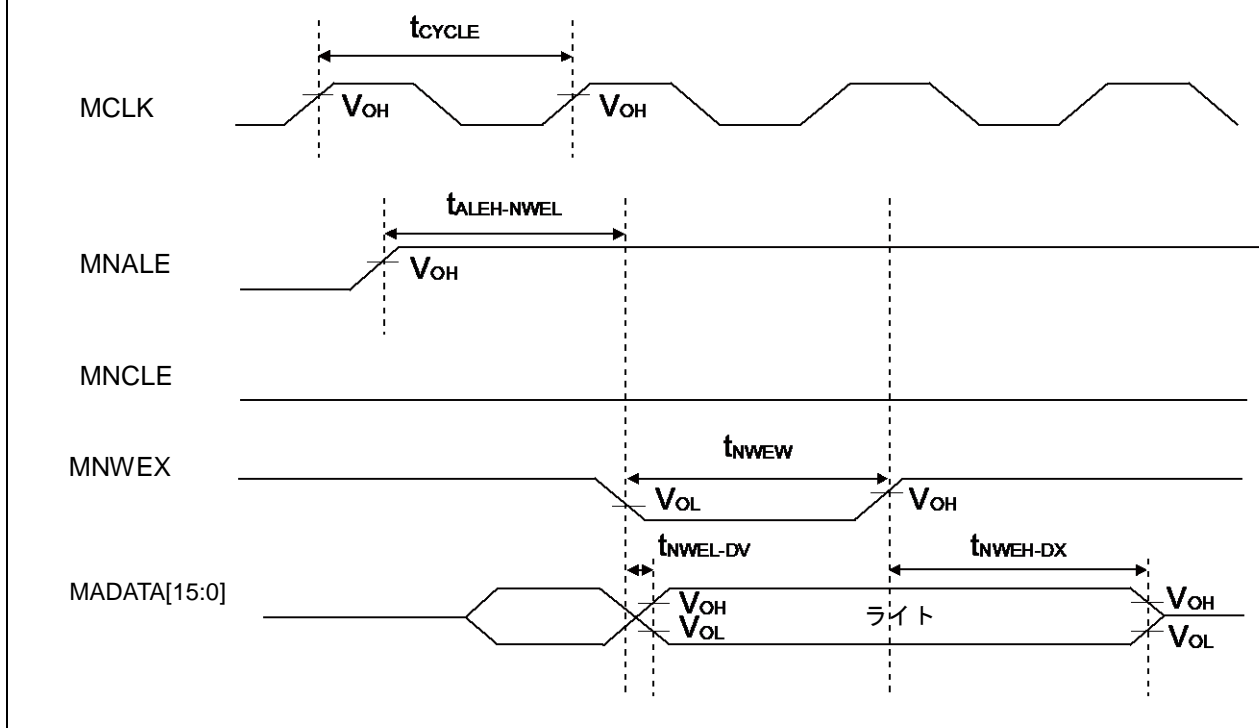 tCYCLE
MCLK
VOH
VOH
tALEH-NWEL
MNALE
VOH
MNCLE
tNWEW
MNWEX
VOL
VOH
tNWEL-DV
tNWEH-DX
MADATA[15:0]
VOH
VOL
ライト
VOH
VOL